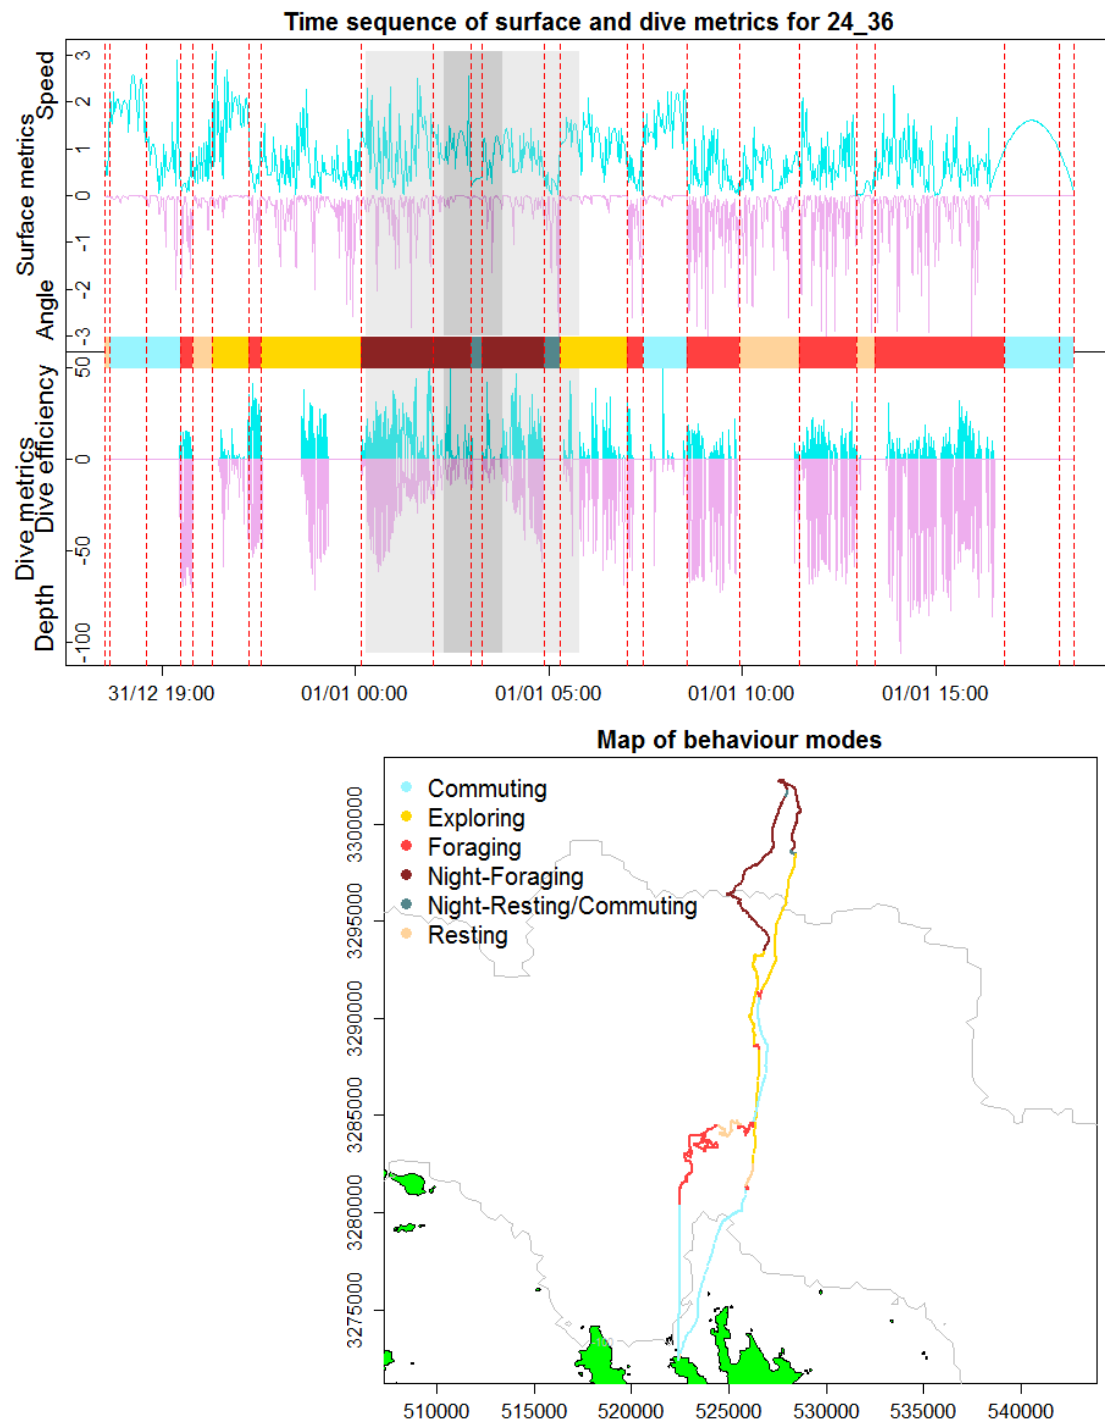 Time sequence of surface and dive metrics for 24_36
Surface metrics
Angle Speed
3
2
1
0
-1
-2
-3
Dive metrics
Depth Dive efficiency
50
0
-50
-100
31/12 19:00 01/01 00:00 01/01 05:00 01/01 10:00 01/01 15:00
Map of behaviour modes
Commuting
Exploring
Foraging
Night-Foraging
Night-Resting/Commuting
Resting
3300000
3295000
3290000
3285000
3280000
3275000
510000 515000 520000 525000 530000 535000 540000